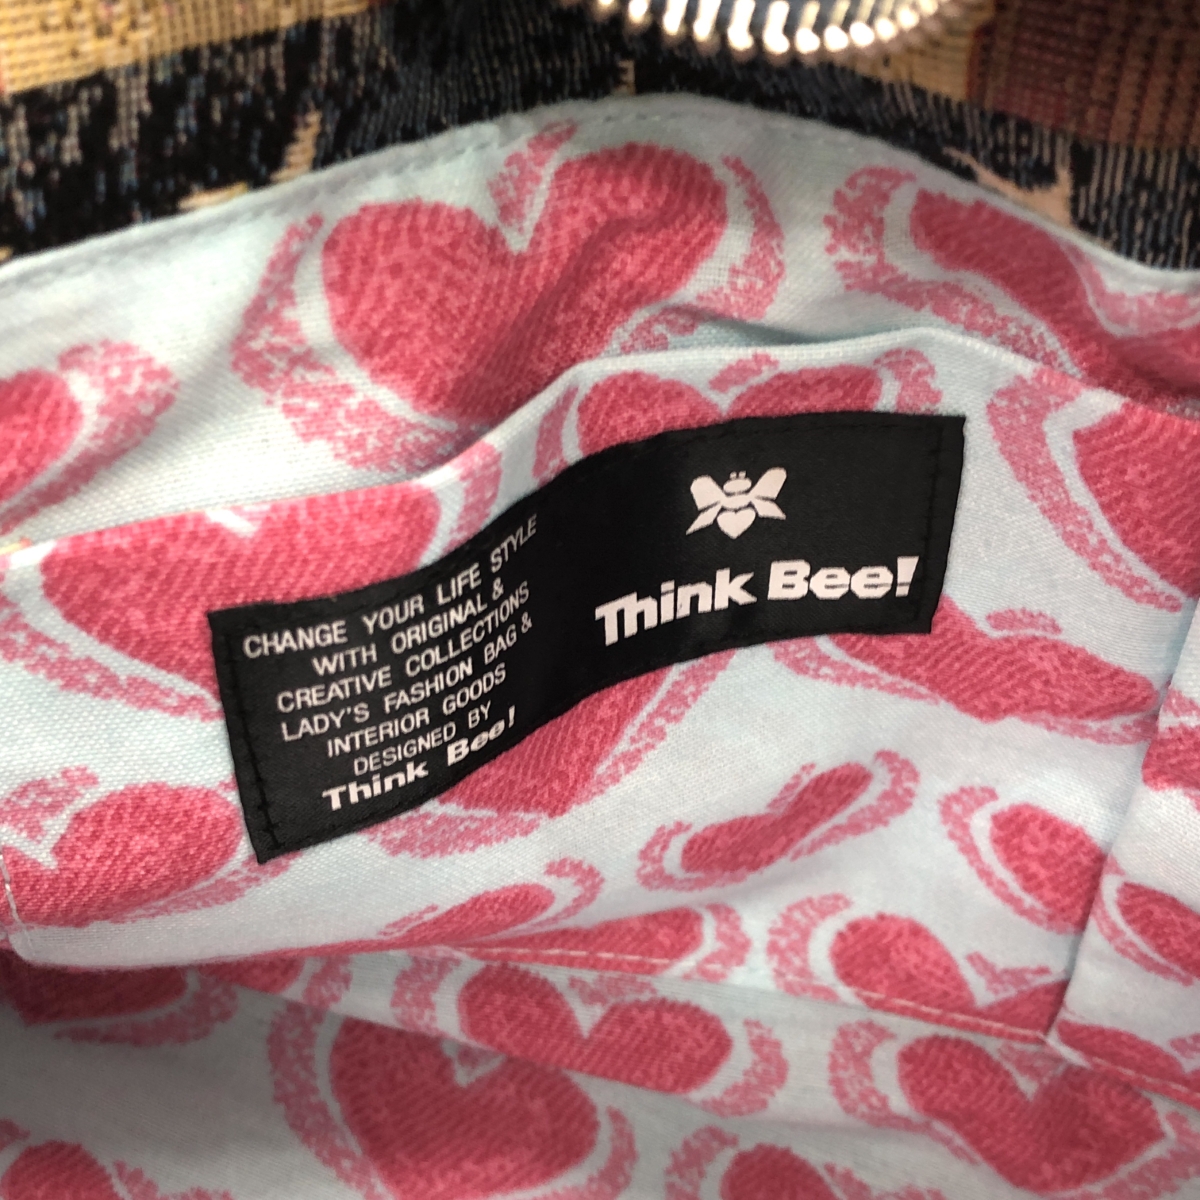 CHANGE YOUR LIFE STYLE
WITH ORIGINAL &
CREATIVE COLLECTIONS
LADY'S FASHION BAG &
INTERIOR GOODS
DESIGNED BY
Think Bee!
Think Bee!